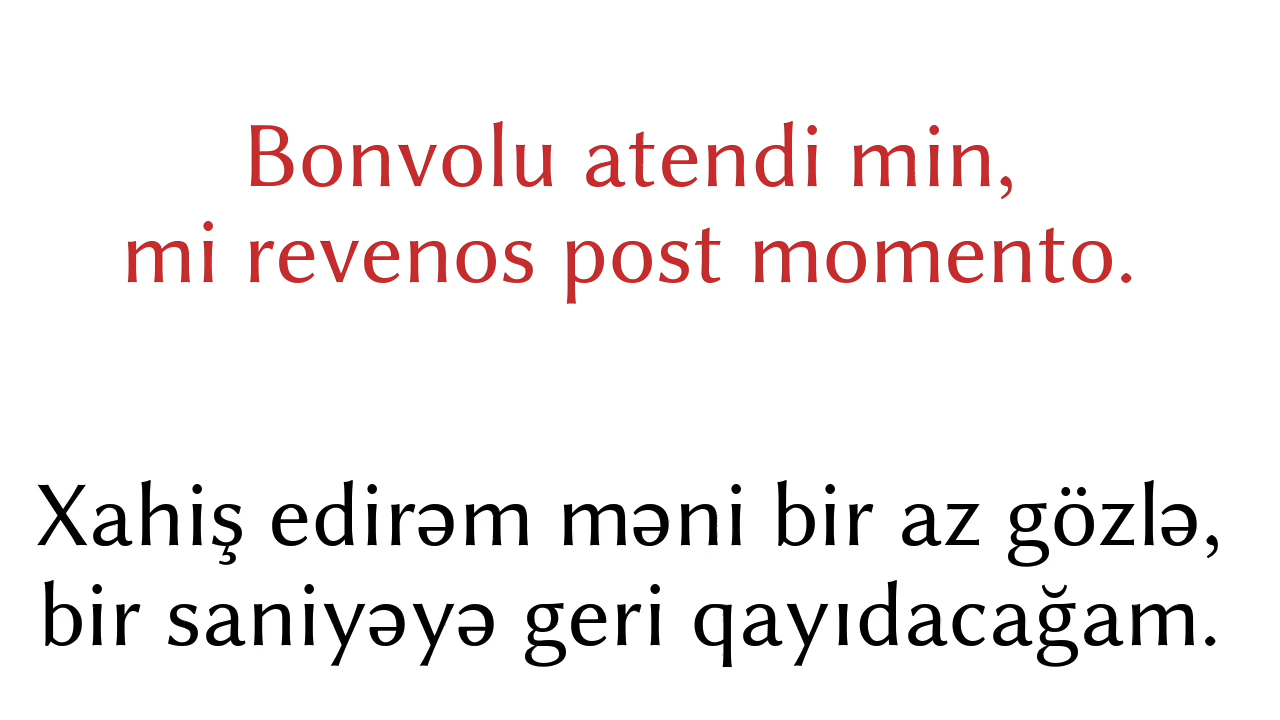 Bonvolu atendi min,
mi revenos post momento.
Xahiş edirəm məni bir az gözlə,
bir saniyəyə geri qayıdacağam.